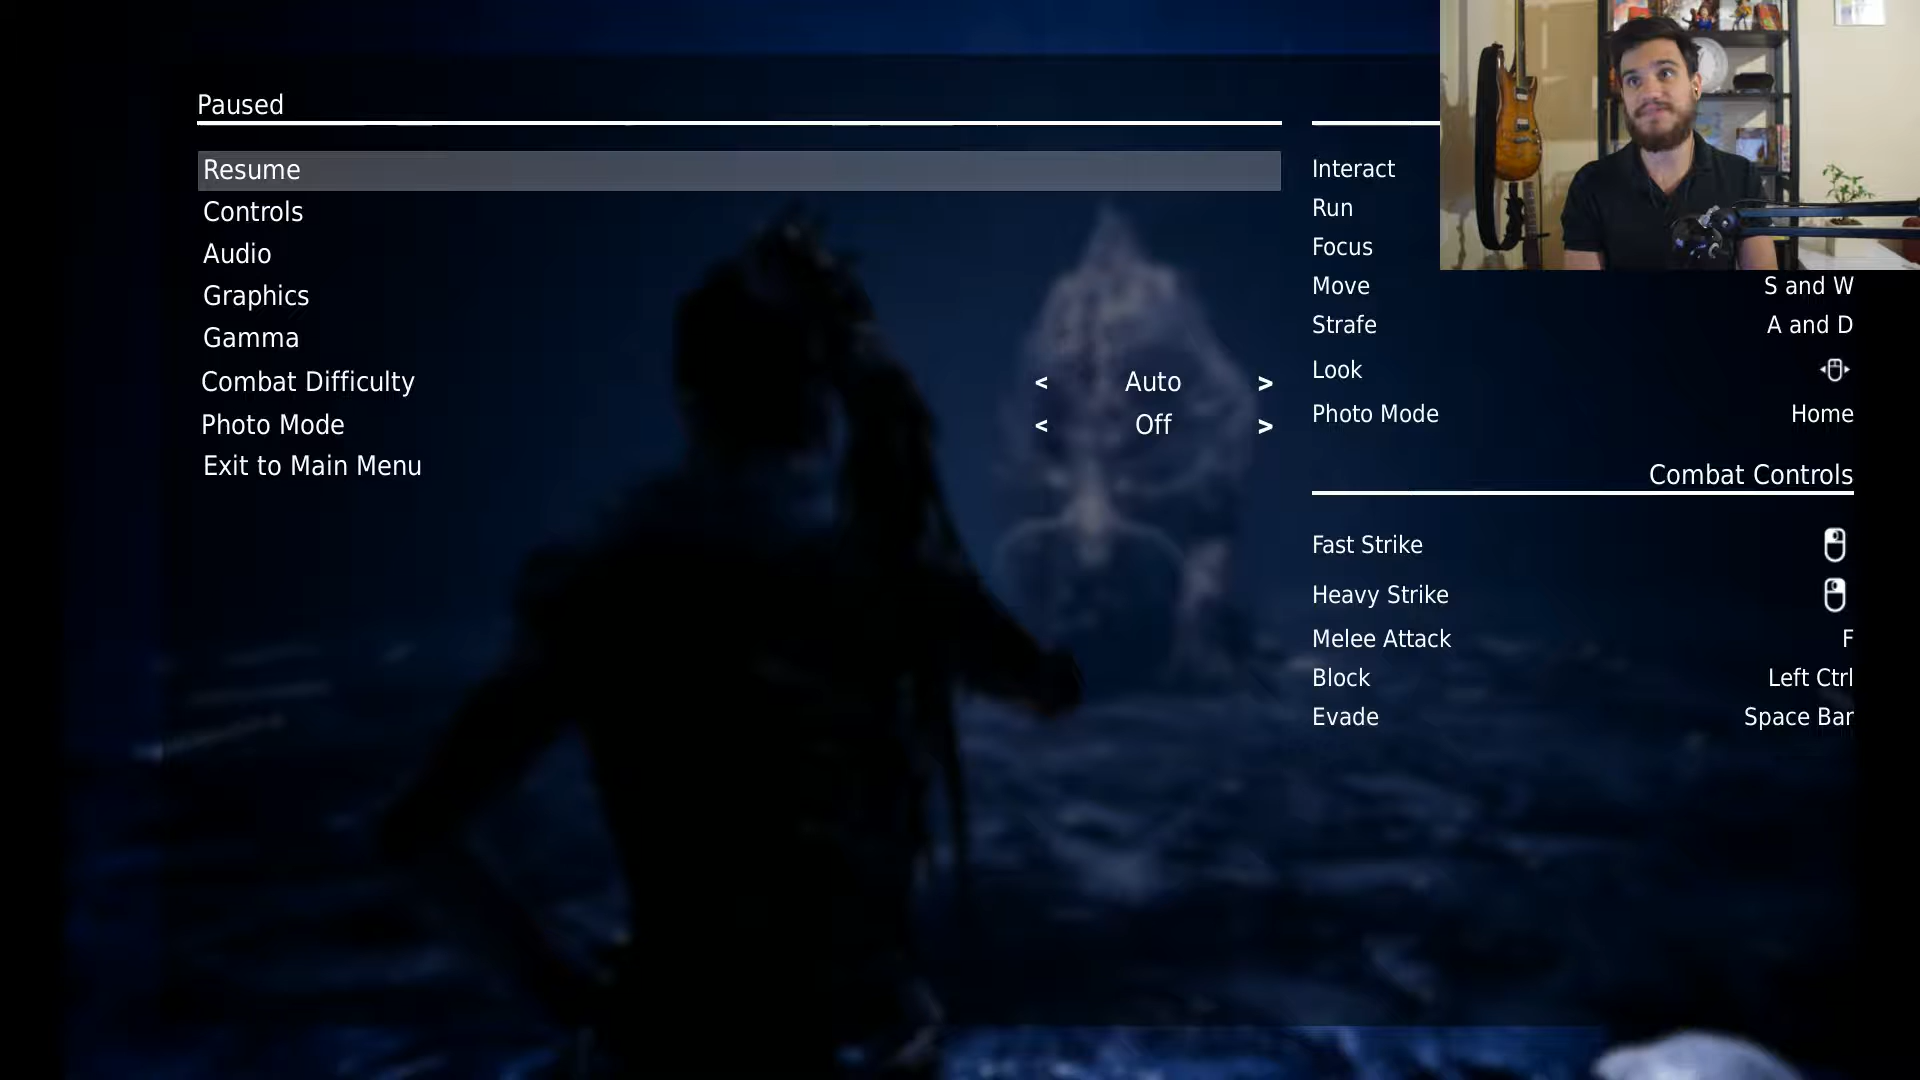 Paused
Resume
Controls
Audio
Graphics
Gamma
Combat Difficulty < Auto >
Photo Mode < Off >
Exit to Main Menu
Interact
Run
Focus
Move S and W
Strafe A and D
Look
Photo Mode Home
Combat Controls
Fast Strike
Heavy Strike
Melee Attack F
Block Left Ctrl
Evade Space Bar